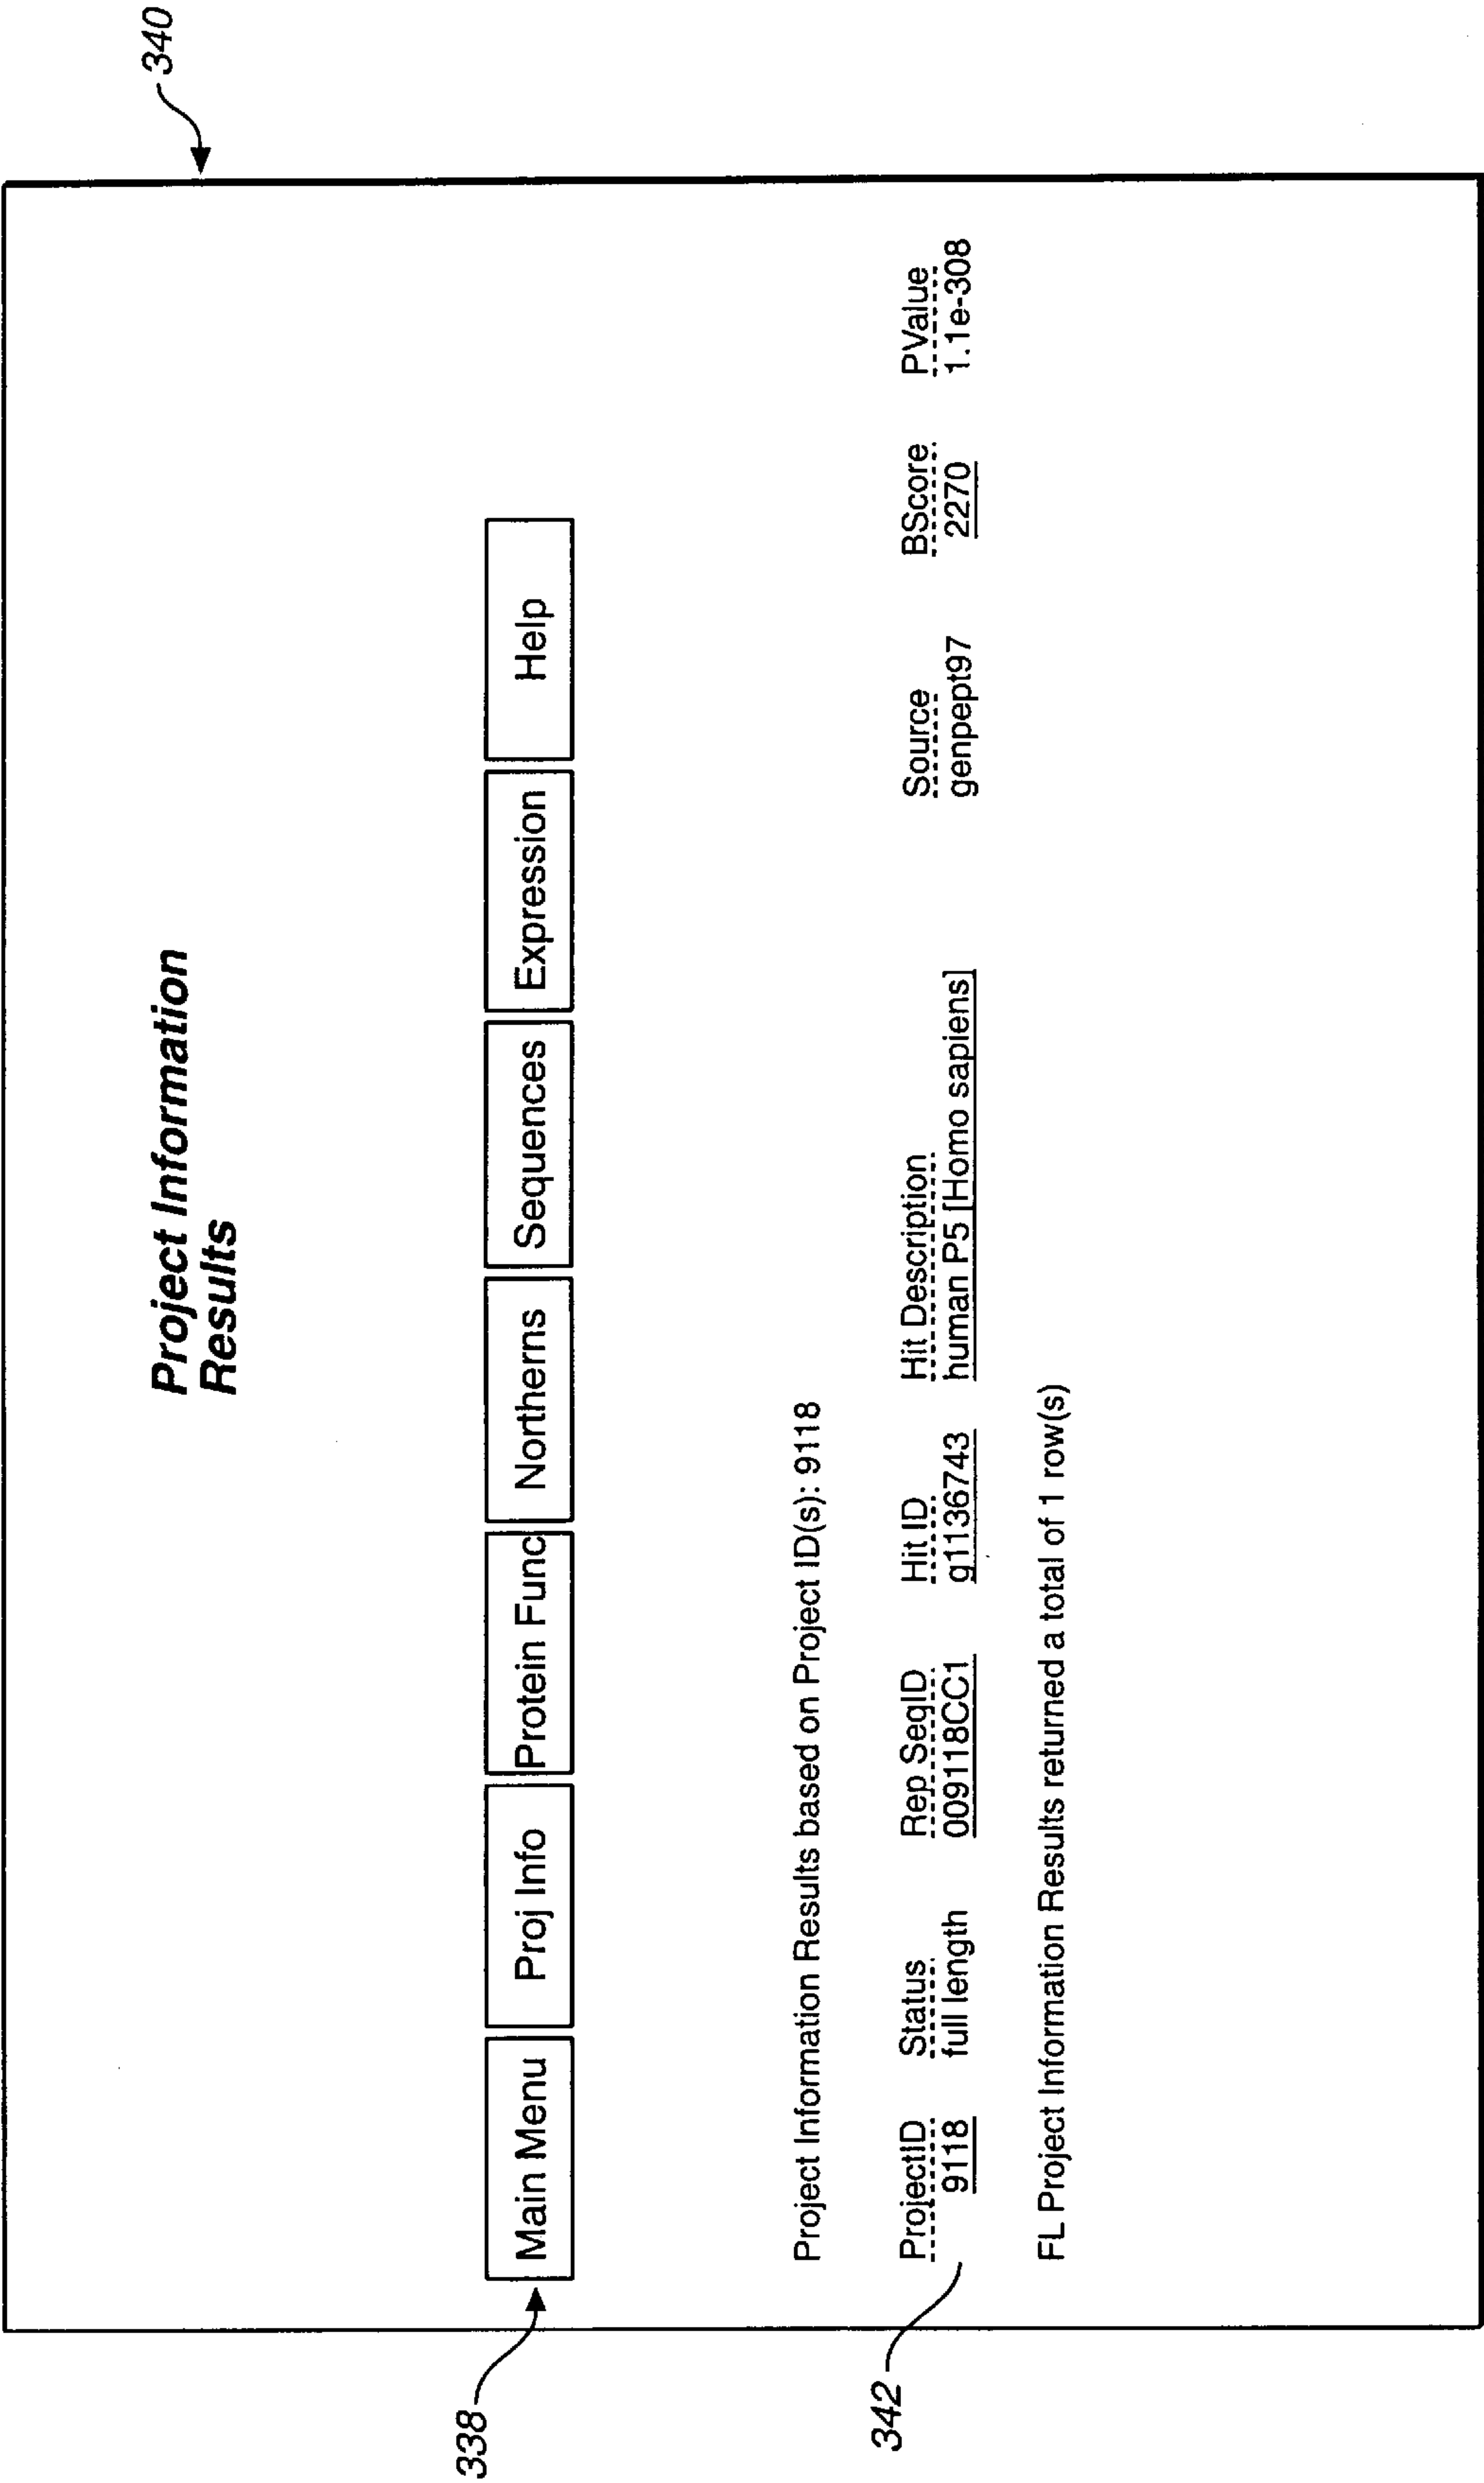 340
Project Information
Results
338
Main Menu Proj Info Protein Func Northerns Sequences Expression Help
Project Information Results based on Project ID(s): 9118
ProjectID Status Rep SeqID Hit ID Hit Description Source BScore PValue
342
9118 full length 009118CC1 g1136743 human P5 [Homo sapiens] genpept97 2270 1.1e-308
FL Project Information Results returned a total of 1 row(s)